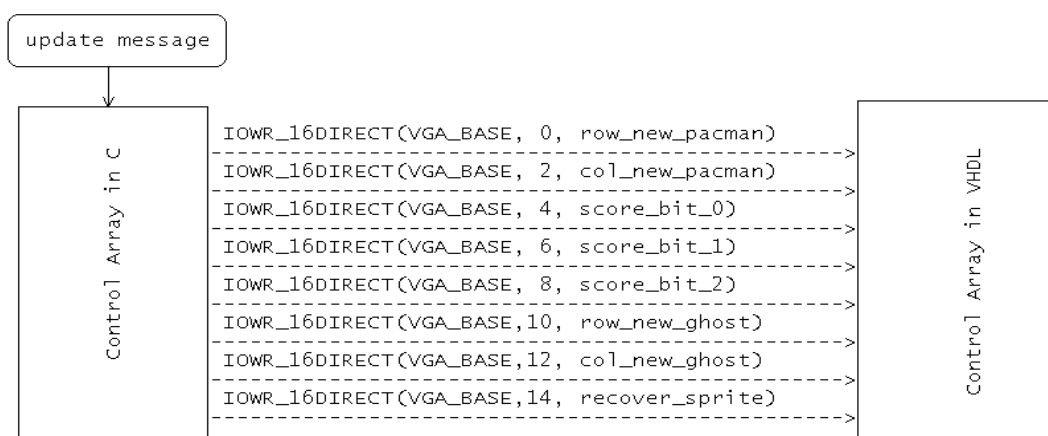 update message
Control Array in C
IOWR_16DIRECT(VGA_BASE, 0, row_new_pacman)
IOWR_16DIRECT(VGA_BASE, 2, col_new_pacman)
IOWR_16DIRECT(VGA_BASE, 4, score_bit_0)
IOWR_16DIRECT(VGA_BASE, 6, score_bit_1)
IOWR_16DIRECT(VGA_BASE, 8, score_bit_2)
IOWR_16DIRECT(VGA_BASE,10, row_new_ghost)
IOWR_16DIRECT(VGA_BASE,12, col_new_ghost)
IOWR_16DIRECT(VGA_BASE,14, recover_sprite)
Control Array in VHDL